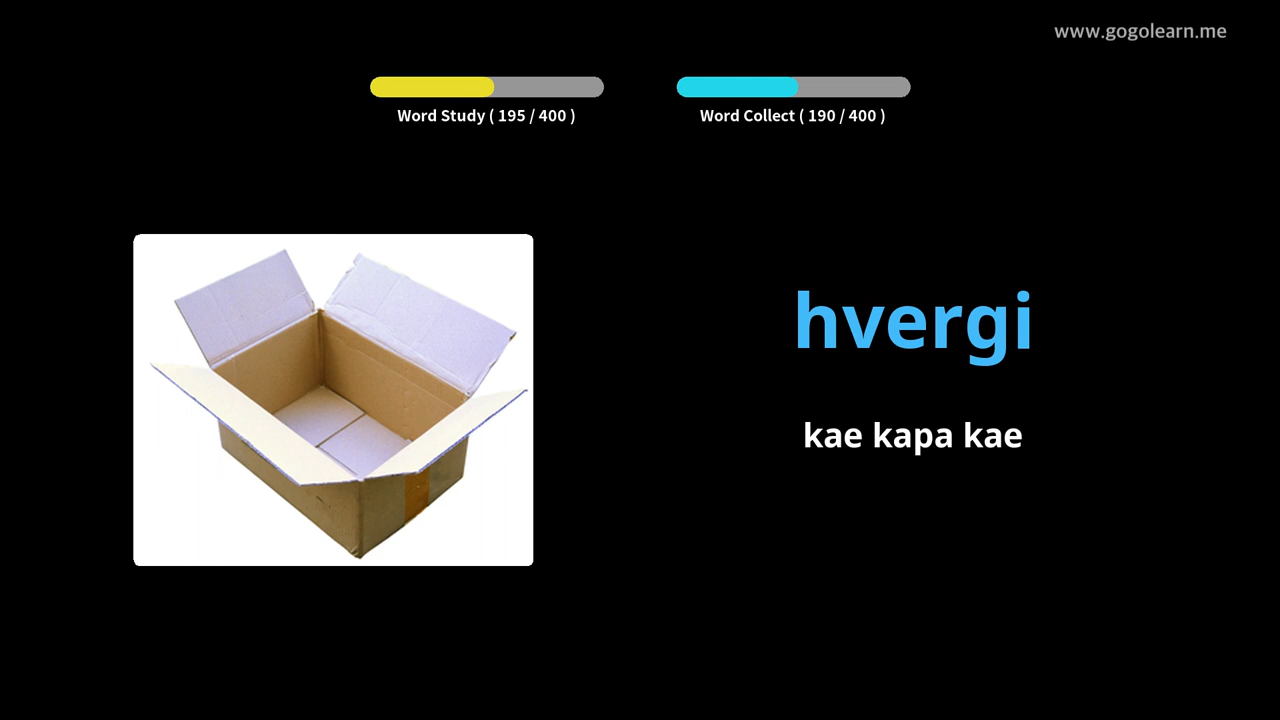 www.gogolearn.me
Word Study ( 195 / 400 )
Word Collect ( 190 / 400 )
hvergi
kae kapa kae